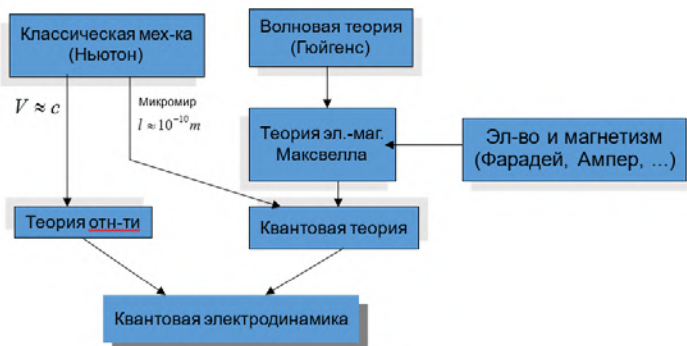 Классическая мех-ка
(Ньютон)
Волновая теория
(Гюйгенс)
V ≈ c
Микромир
l ≈ 10⁻¹⁰ m
Теория эл.-маг.
Максвелла
Эл-во и магнетизм
(Фарадей, Ампер, ...)
Теория отн-ти
Квантовая теория
Квантовая электродинамика